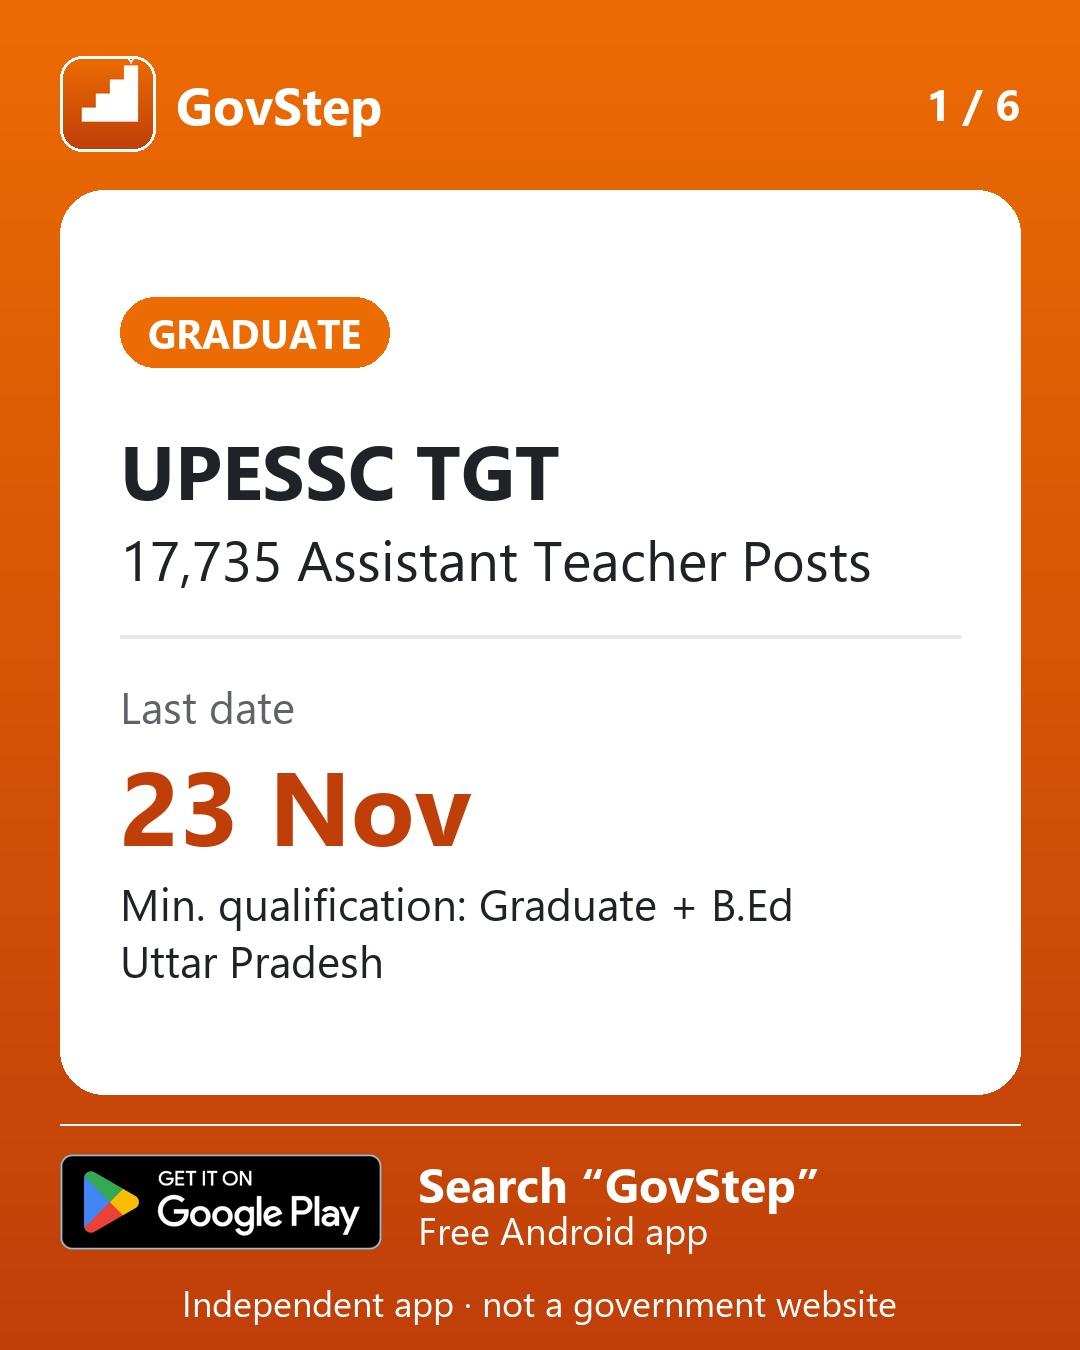 GovStep
1 / 6
GRADUATE
UPESSC TGT
17,735 Assistant Teacher Posts
Last date
23 Nov
Min. qualification: Graduate + B.Ed
Uttar Pradesh
GET IT ON
Google Play
Search “GovStep”
Free Android app
Independent app · not a government website